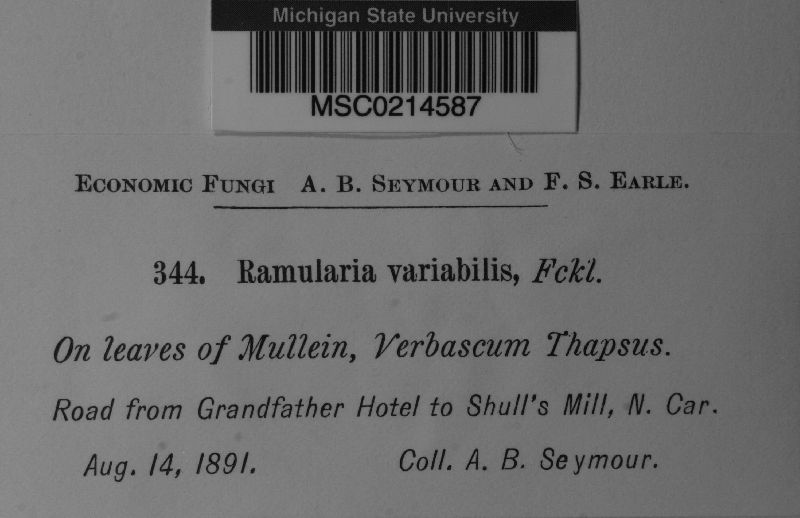 Michigan State University
MSC0214587
Economic Fungi A. B. Seymour and F. S. Earle.
344. Ramularia variabilis, Fckl.
On leaves of Mullein, Verbascum Thapsus.
Road from Grandfather Hotel to Shull's Mill, N. Car.
Aug. 14, 1891. Coll. A. B. Seymour.